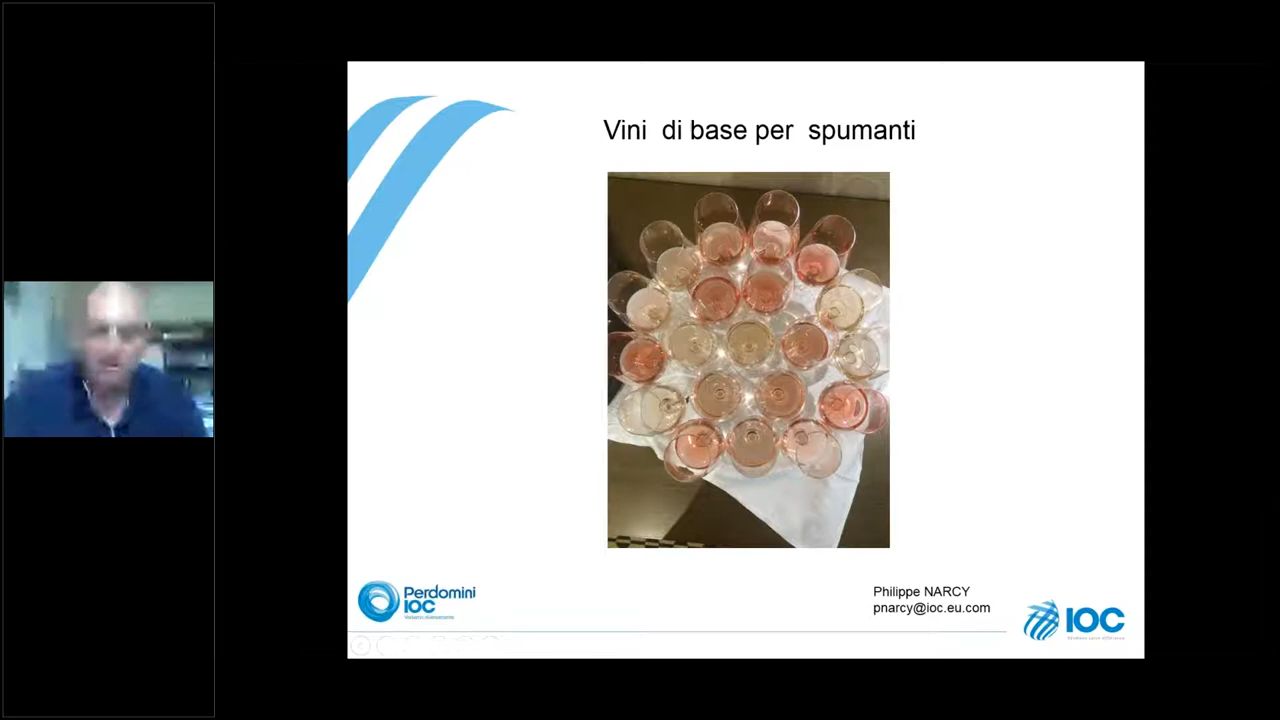 Vini di base per spumanti
Philippe NARCY
pnarcy@ioc.eu.com
Perdomini
IOC
IOC